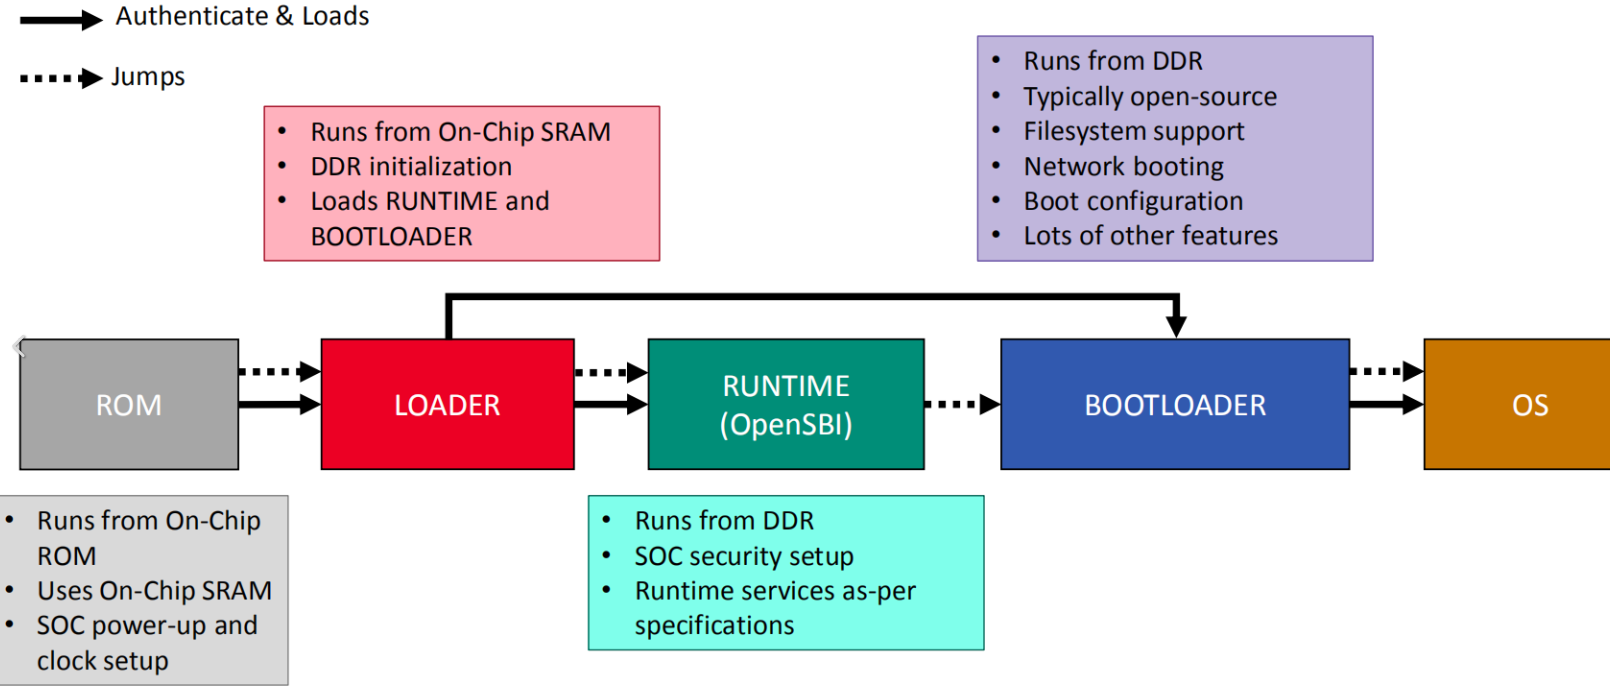 Authenticate & Loads
Jumps
• Runs from On-Chip SRAM
• DDR initialization
• Loads RUNTIME and
BOOTLOADER
• Runs from DDR
• Typically open-source
• Filesystem support
• Network booting
• Boot configuration
• Lots of other features
ROM
LOADER
RUNTIME
(OpenSBI)
BOOTLOADER
OS
• Runs from On-Chip
ROM
• Uses On-Chip SRAM
• SOC power-up and
clock setup
• Runs from DDR
• SOC security setup
• Runtime services as-per
specifications